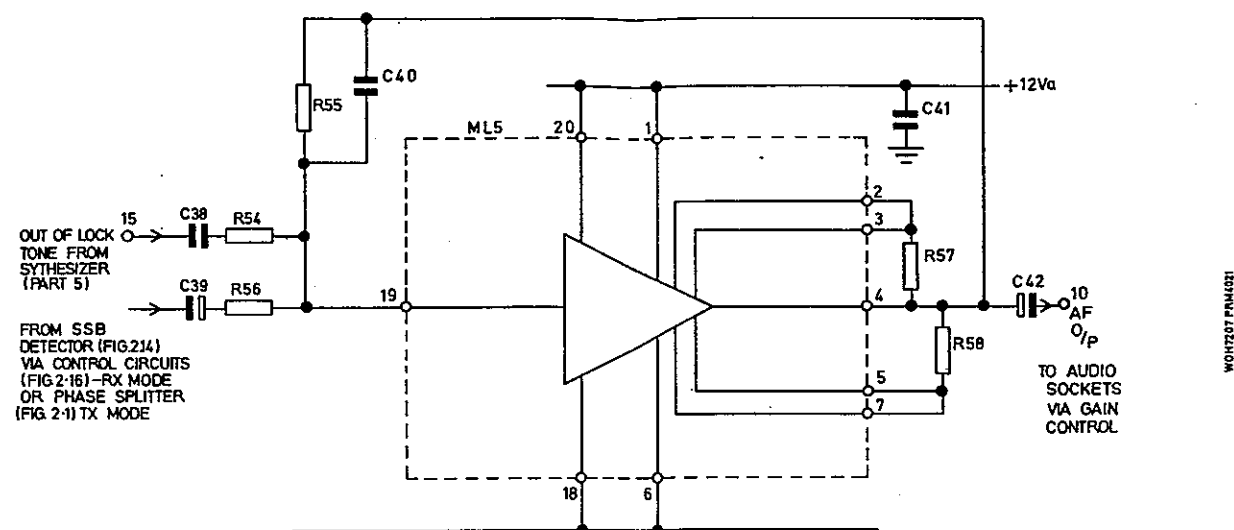 C40
R55
+12Va
C41
ML5
20
1
2
3
R57
15
C38
R54
OUT OF LOCK
TONE FROM
SYTHESIZER
(PART 5)
C39
R56
19
4
C42
10
AF
O/P
FROM SSB
DETECTOR (FIG.2.14)
VIA CONTROL CIRCUITS
(FIG 2·16)-RX MODE
OR PHASE SPLITTER
(FIG. 2·1) TX MODE
R58
5
7
TO AUDIO
SOCKETS
VIA GAIN
CONTROL
18
6
WOH7207 PRM4021